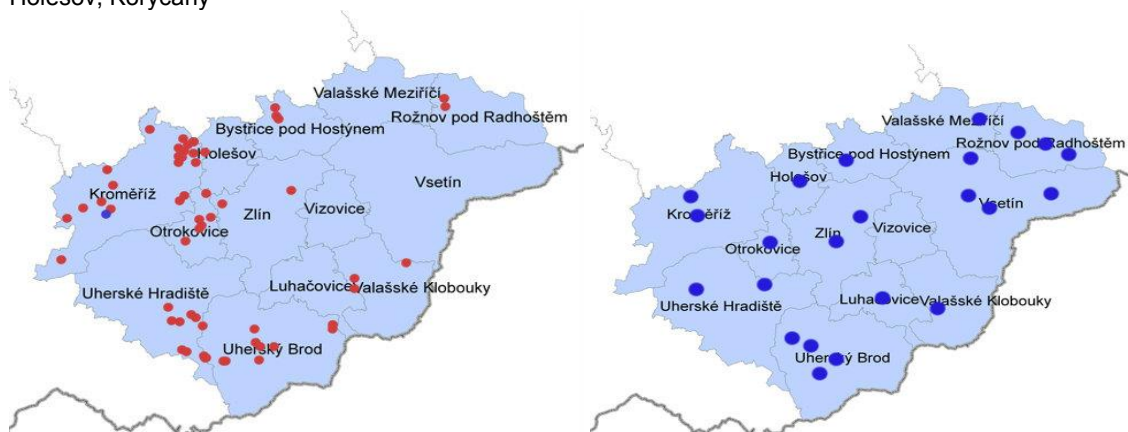 Holešov, Koryčany
Valašské Meziříčí
Rožnov pod Radhoštěm
Bystřice pod Hostýnem
Holešov
Vsetín
Kroměříž
Zlín
Vizovice
Otrokovice
Luhačovice
Valašské Klobouky
Uherské Hradiště
Uherský Brod
Valašské Meziříčí
Rožnov pod Radhoštěm
Bystřice pod Hostýnem
Holešov
Vsetín
Kroměříž
Zlín
Vizovice
Otrokovice
Luhačovice
Valašské Klobouky
Uherské Hradiště
Uherský Brod